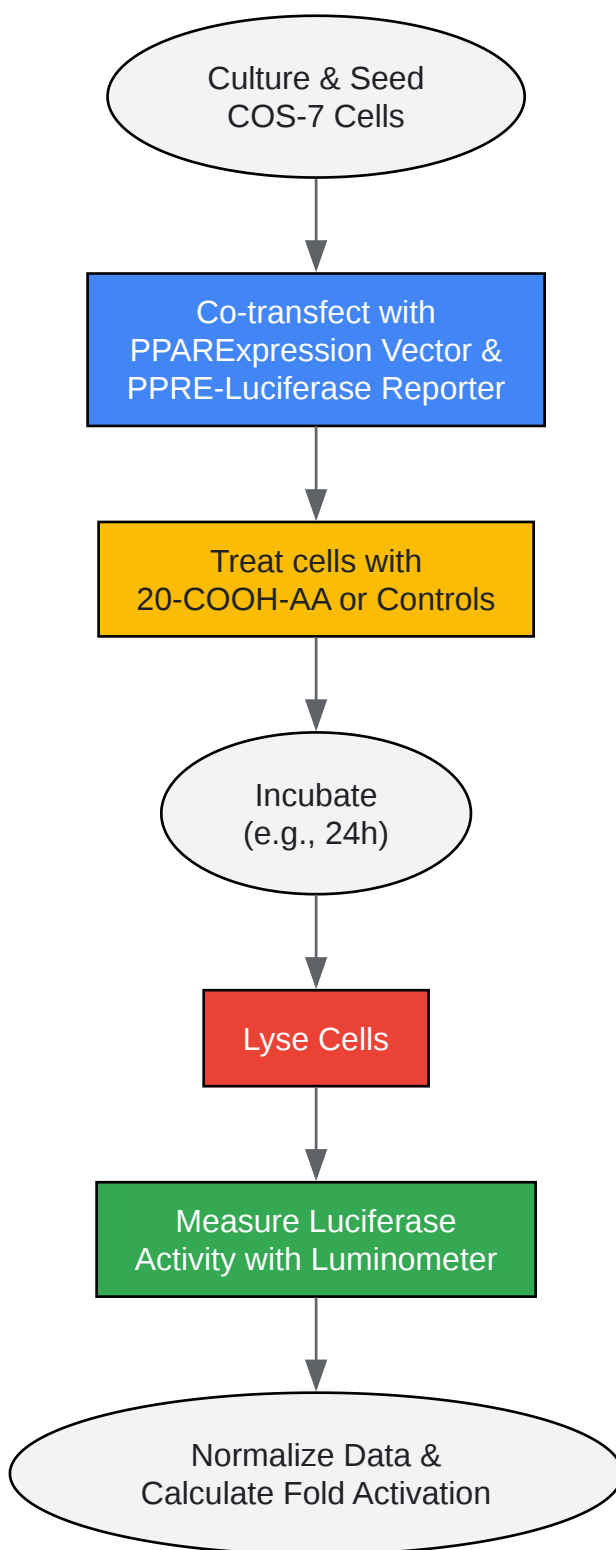 Culture & Seed
COS-7 Cells
Co-transfect with
PPARExpression Vector &
PPRE-Luciferase Reporter
Treat cells with
20-COOH-AA or Controls
Incubate
(e.g., 24h)
Lyse Cells
Measure Luciferase
Activity with Luminometer
Normalize Data &
Calculate Fold Activation